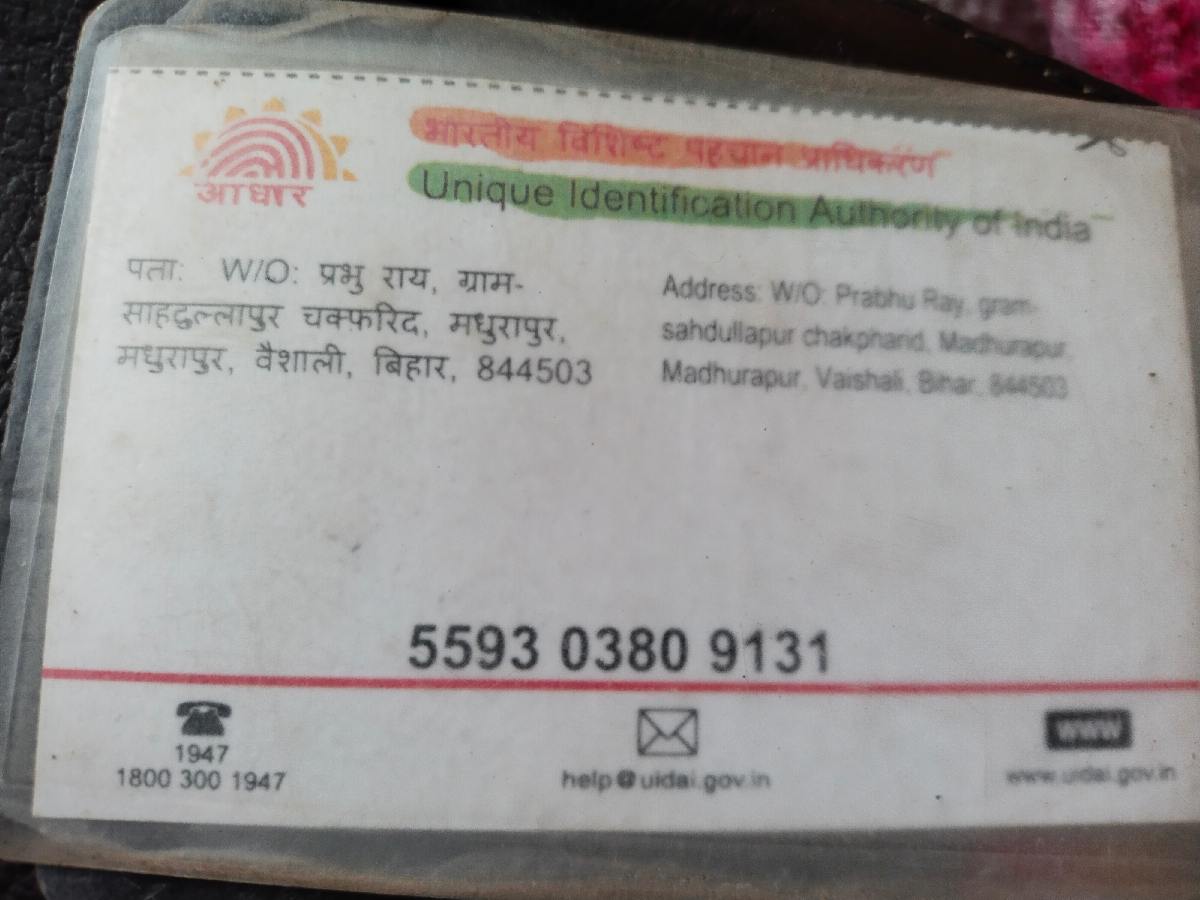 आधार
भारतीय विशिष्ट पहचान प्राधिकरण
Unique Identification Authority of India
पता: W/O: प्रभु राय, ग्राम-
साहदुल्लापुर चक्फ़रिद, मधुरापुर,
मधुरापुर, वैशाली, बिहार, 844503
Address: W/O: Prabhu Ray, gram-
sahdullapur chakpharid, Madhurapur,
Madhurapur, Vaishali, Bihar, 844503
5593 0380 9131
1947
1800 300 1947
help@uidai.gov.in
www
www.uidai.gov.in